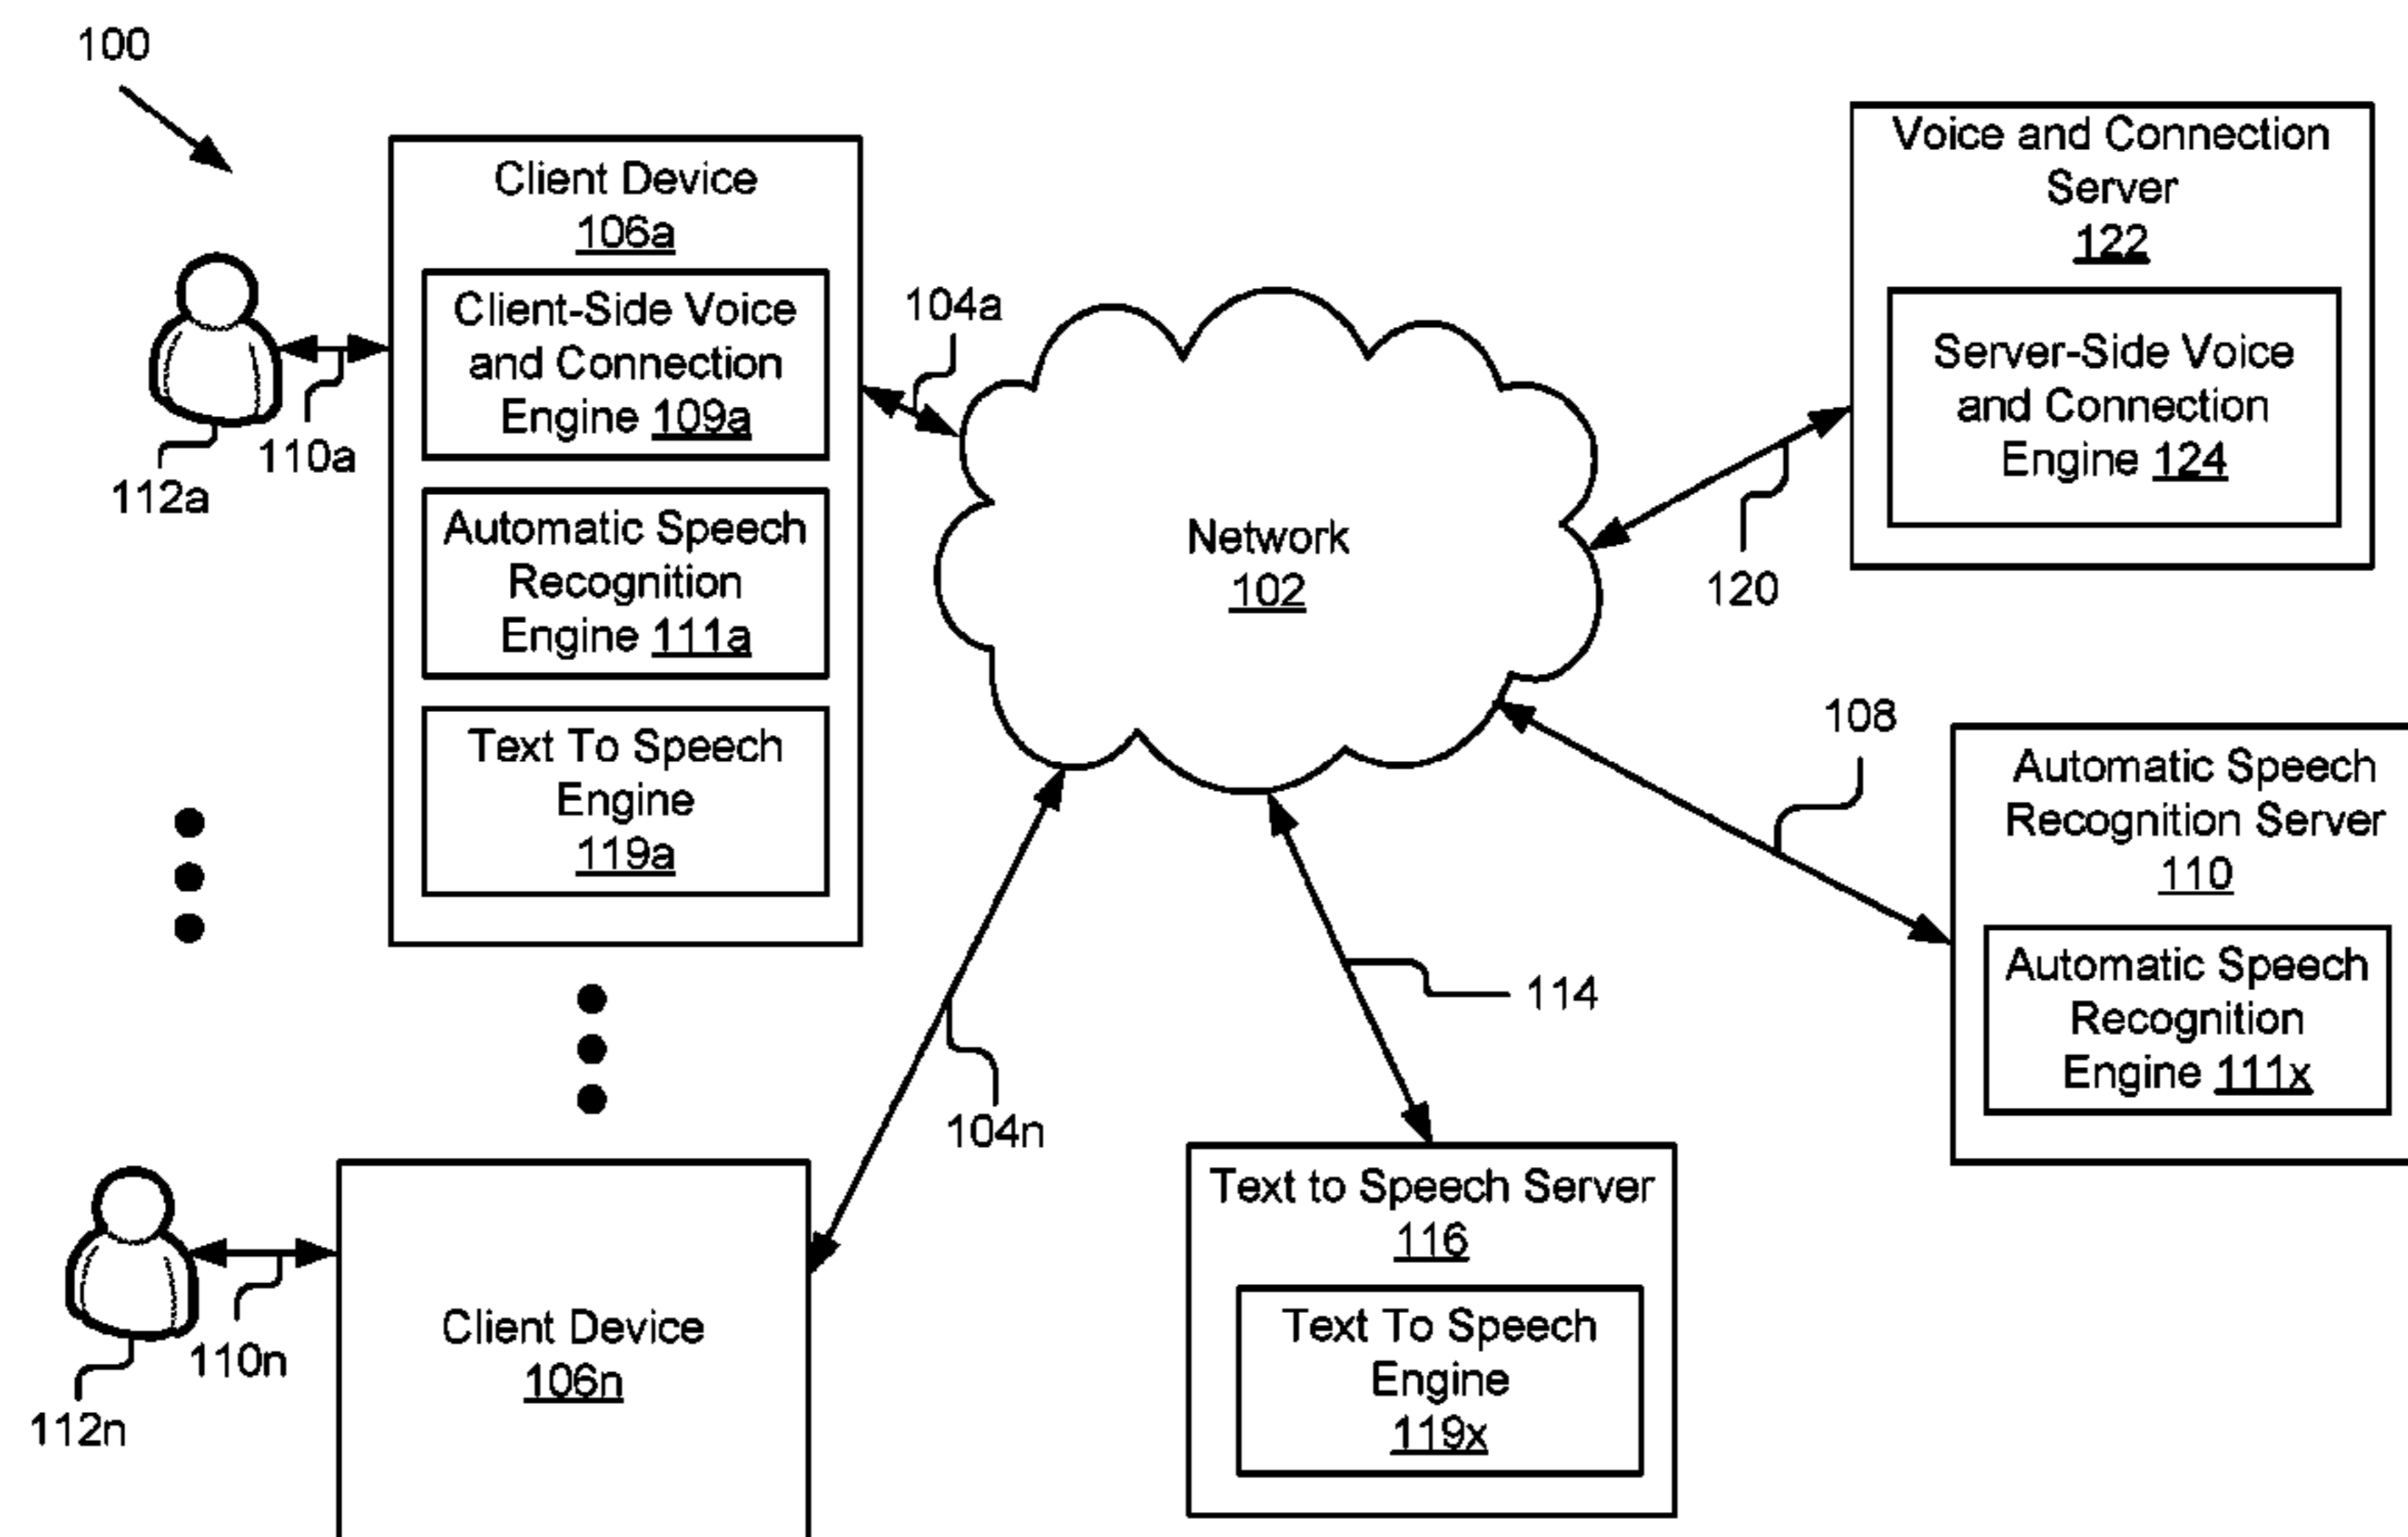 100
Client Device
106a
Client-Side Voice
and Connection
Engine 109a
Automatic Speech
Recognition
Engine 111a
Text To Speech
Engine
119a
112a
110a
104a
Network
102
Voice and Connection
Server
122
Server-Side Voice
and Connection
Engine 124
120
108
Automatic Speech
Recognition Server
110
Automatic Speech
Recognition
Engine 111x
114
104n
Text to Speech Server
116
Text To Speech
Engine
119x
Client Device
106n
110n
112n